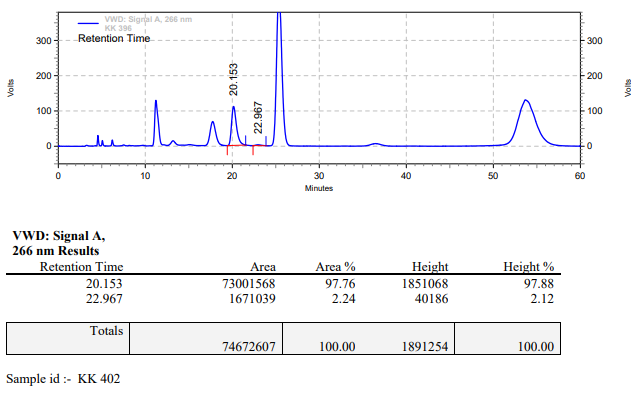 VWD: Signal A, 266 nm
KK 396
Retention Time
Volts
300
200
100
0
20.153
22.967
300
200
100
0
Volts
0
10
20
30
40
50
60
Minutes
VWD: Signal A,
266 nm Results
Retention Time Area Area % Height Height %
20.153 73001568 97.76 1851068 97.88
22.967 1671039 2.24 40186 2.12
Totals
74672607 100.00 1891254 100.00
Sample id :- KK 402